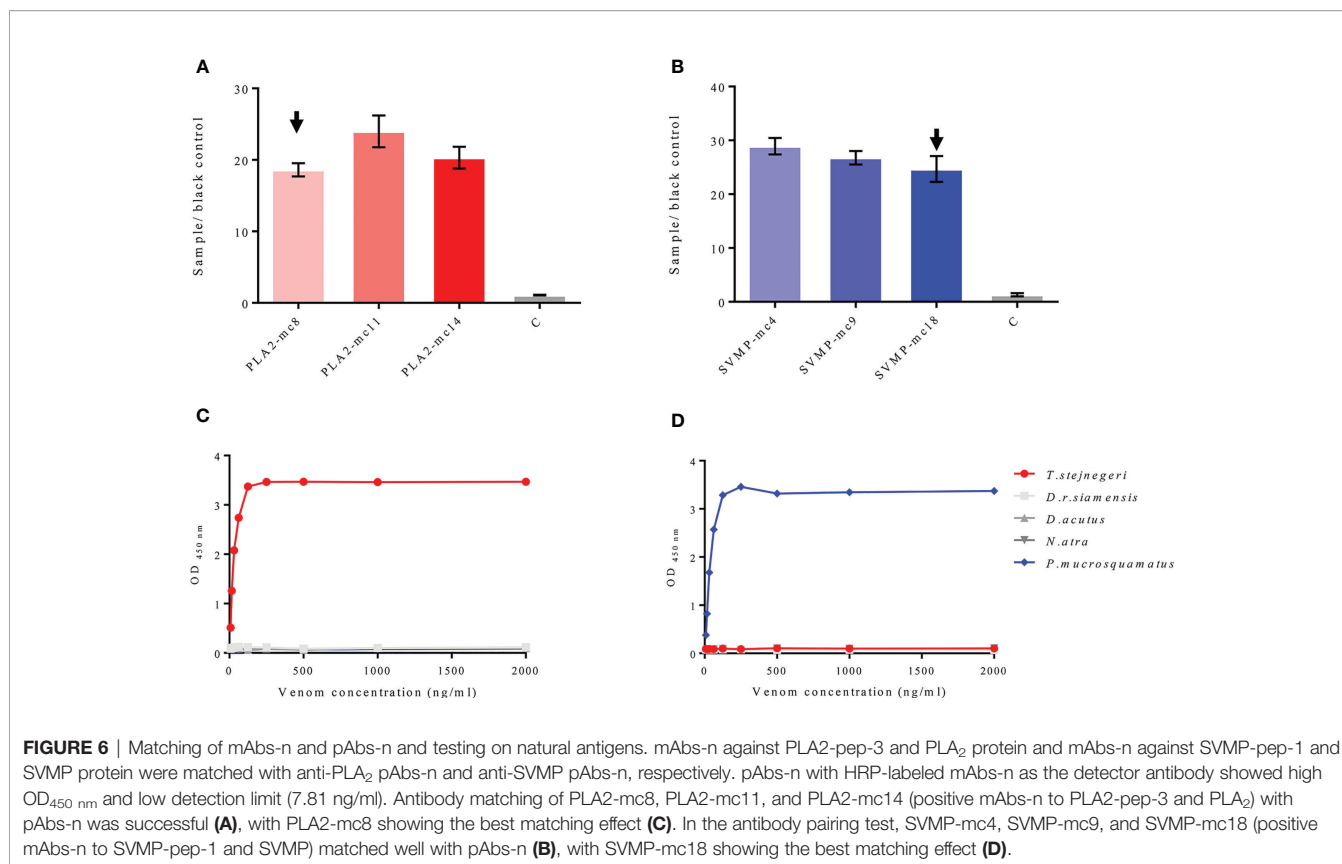 A
B
30
20
10
0
Sample/ black control
PLA2-mc8
PLA2-mc11
PLA2-mc14
C
40
30
20
10
0
Sample/ black control
SVMP-mc4
SVMP-mc9
SVMP-mc18
C
C
D
4
3
2
1
0
OD 450 nm
0
500
1000
1500
2000
Venom concentration (ng/ml)
4
3
2
1
0
OD 450 nm
0
500
1000
1500
2000
Venom concentration (ng/ml)
T.stejnegeri
D.r.siamensis
D.acutus
N.atra
P.mucrosquamatus
FIGURE 6 | Matching of mAbs-n and pAbs-n and testing on natural antigens. mAbs-n against PLA2-pep-3 and PLA₂ protein and mAbs-n against SVMP-pep-1 and
SVMP protein were matched with anti-PLA₂ pAbs-n and anti-SVMP pAbs-n, respectively. pAbs-n with HRP-labeled mAbs-n as the detector antibody showed high
OD450 nm and low detection limit (7.81 ng/ml). Antibody matching of PLA2-mc8, PLA2-mc11, and PLA2-mc14 (positive mAbs-n to PLA2-pep-3 and PLA₂) with
pAbs-n was successful (A), with PLA2-mc8 showing the best matching effect (C). In the antibody pairing test, SVMP-mc4, SVMP-mc9, and SVMP-mc18 (positive
mAbs-n to SVMP-pep-1 and SVMP) matched well with pAbs-n (B), with SVMP-mc18 showing the best matching effect (D).